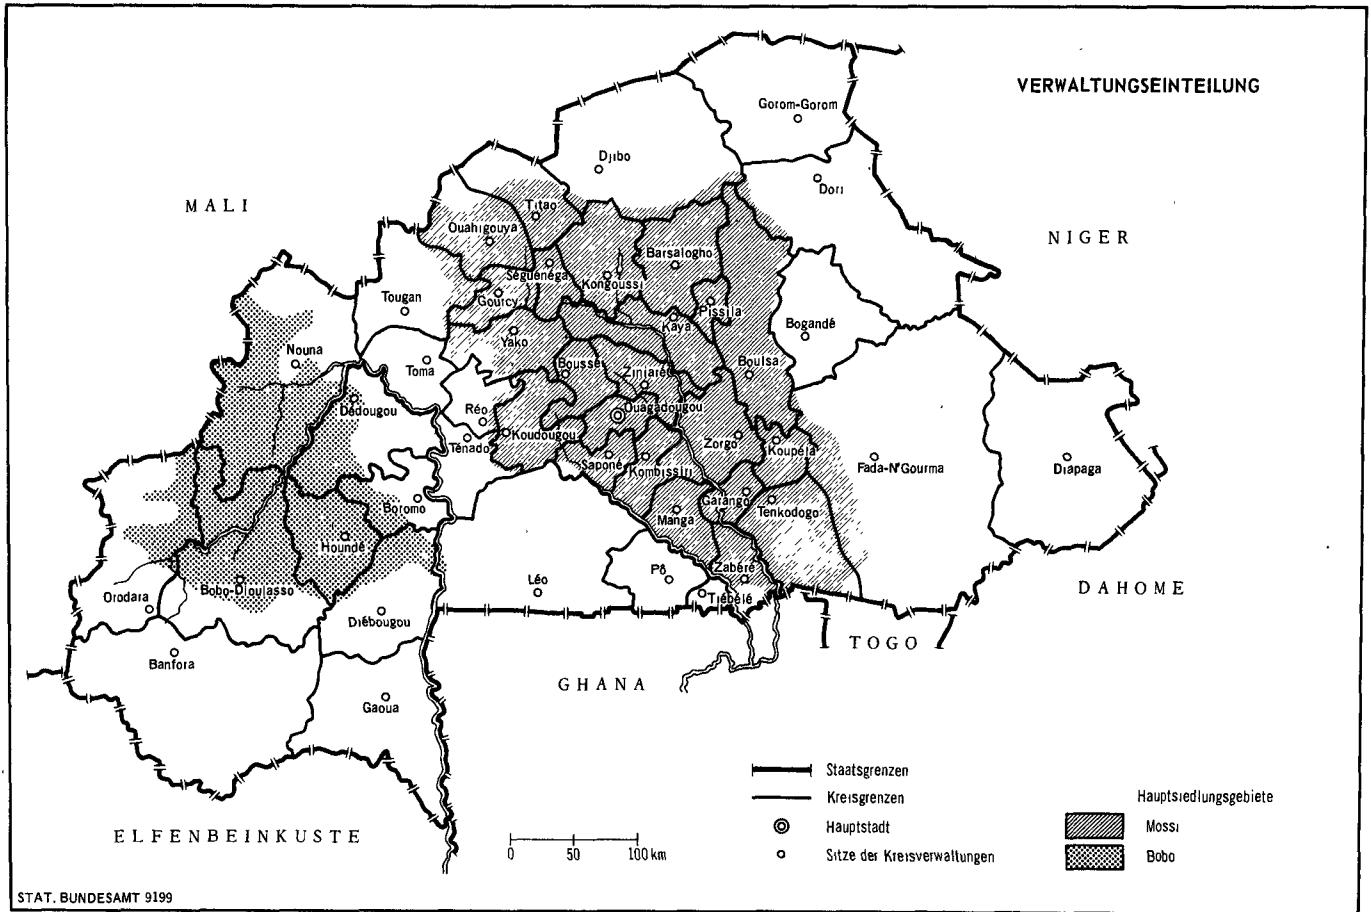 VERWALTUNGSEINTEILUNG
Gorom-Gorom
Djibo
Dori
MALI
Titao
Ouahigouya
NIGER
Barsalogho
Séguénéga
Kongoussi
Tougan
Gourcy
Pissila
Kaya
Bogandé
Yako
Nouna
Toma
Boussé
Boulsa
Ziniaré
Dédougou
Réo
Ouagadougou
Koudougou
Zorgo
Ténado
Koupéla
Saponé
Kombissiri
Fada-N'Gourma
Diapaga
Boromo
Garango
Tenkodogo
Manga
Houndé
Zabéré
Pô
Léo
Bobo-Dioulasso
Tiébélé
DAHOME
Orodara
Diébougou
TOGO
Banfora
GHANA
Gaoua
Staatsgrenzen
Kreisgrenzen
Hauptsiedlungsgebiete
Hauptstadt
Mossi
ELFENBEINKUSTE
0 50 100 km
Sitze der Kreisverwaltungen
Bobo
STAT. BUNDESAMT 9199